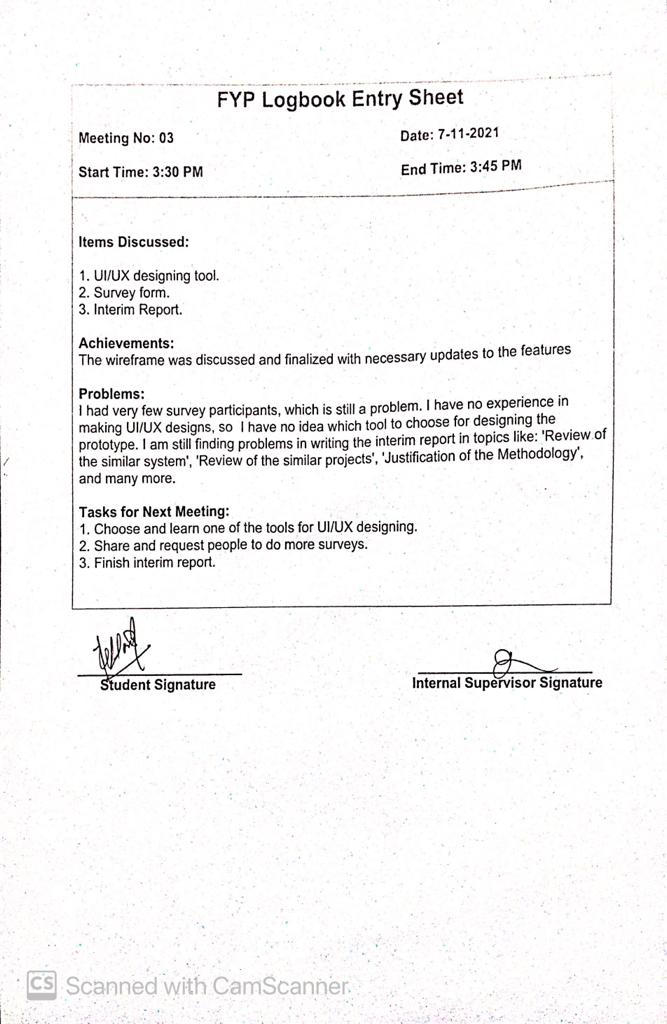 FYP Logbook Entry Sheet
Meeting No: 03
Date: 7-11-2021
Start Time: 3:30 PM
End Time: 3:45 PM
Items Discussed:
1. UI/UX designing tool.
2. Survey form.
3. Interim Report.
Achievements:
The wireframe was discussed and finalized with necessary updates to the features
Problems:
I had very few survey participants, which is still a problem. I have no experience in
making UI/UX designs, so I have no idea which tool to choose for designing the
prototype. I am still finding problems in writing the interim report in topics like: 'Review of
the similar system', 'Review of the similar projects', 'Justification of the Methodology',
and many more.
Tasks for Next Meeting:
1. Choose and learn one of the tools for UI/UX designing.
2. Share and request people to do more surveys.
3. Finish interim report.
Student Signature
Internal Supervisor Signature
CS Scanned with CamScanner